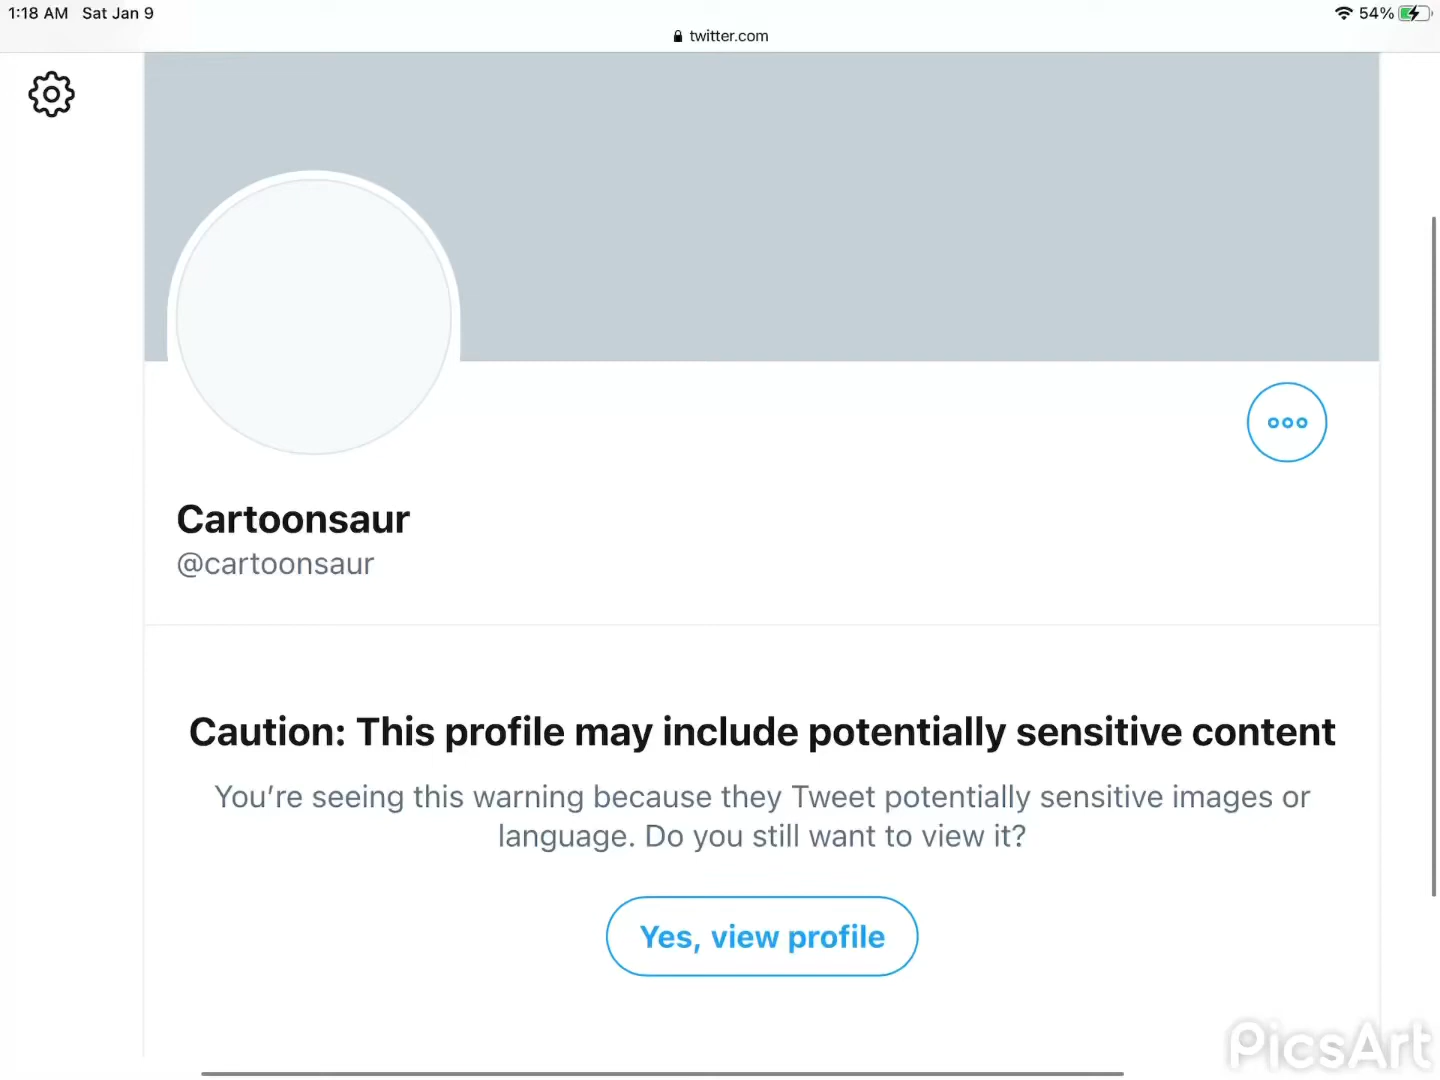 1:18 AM Sat Jan 9
54%
twitter.com
Cartoonsaur
@cartoonsaur
Caution: This profile may include potentially sensitive content
You’re seeing this warning because they Tweet potentially sensitive images or
language. Do you still want to view it?
Yes, view profile
PicsArt